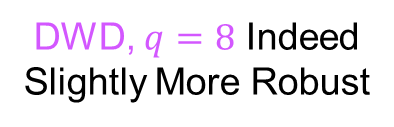 DWD, q = 8 Indeed
Slightly More Robust